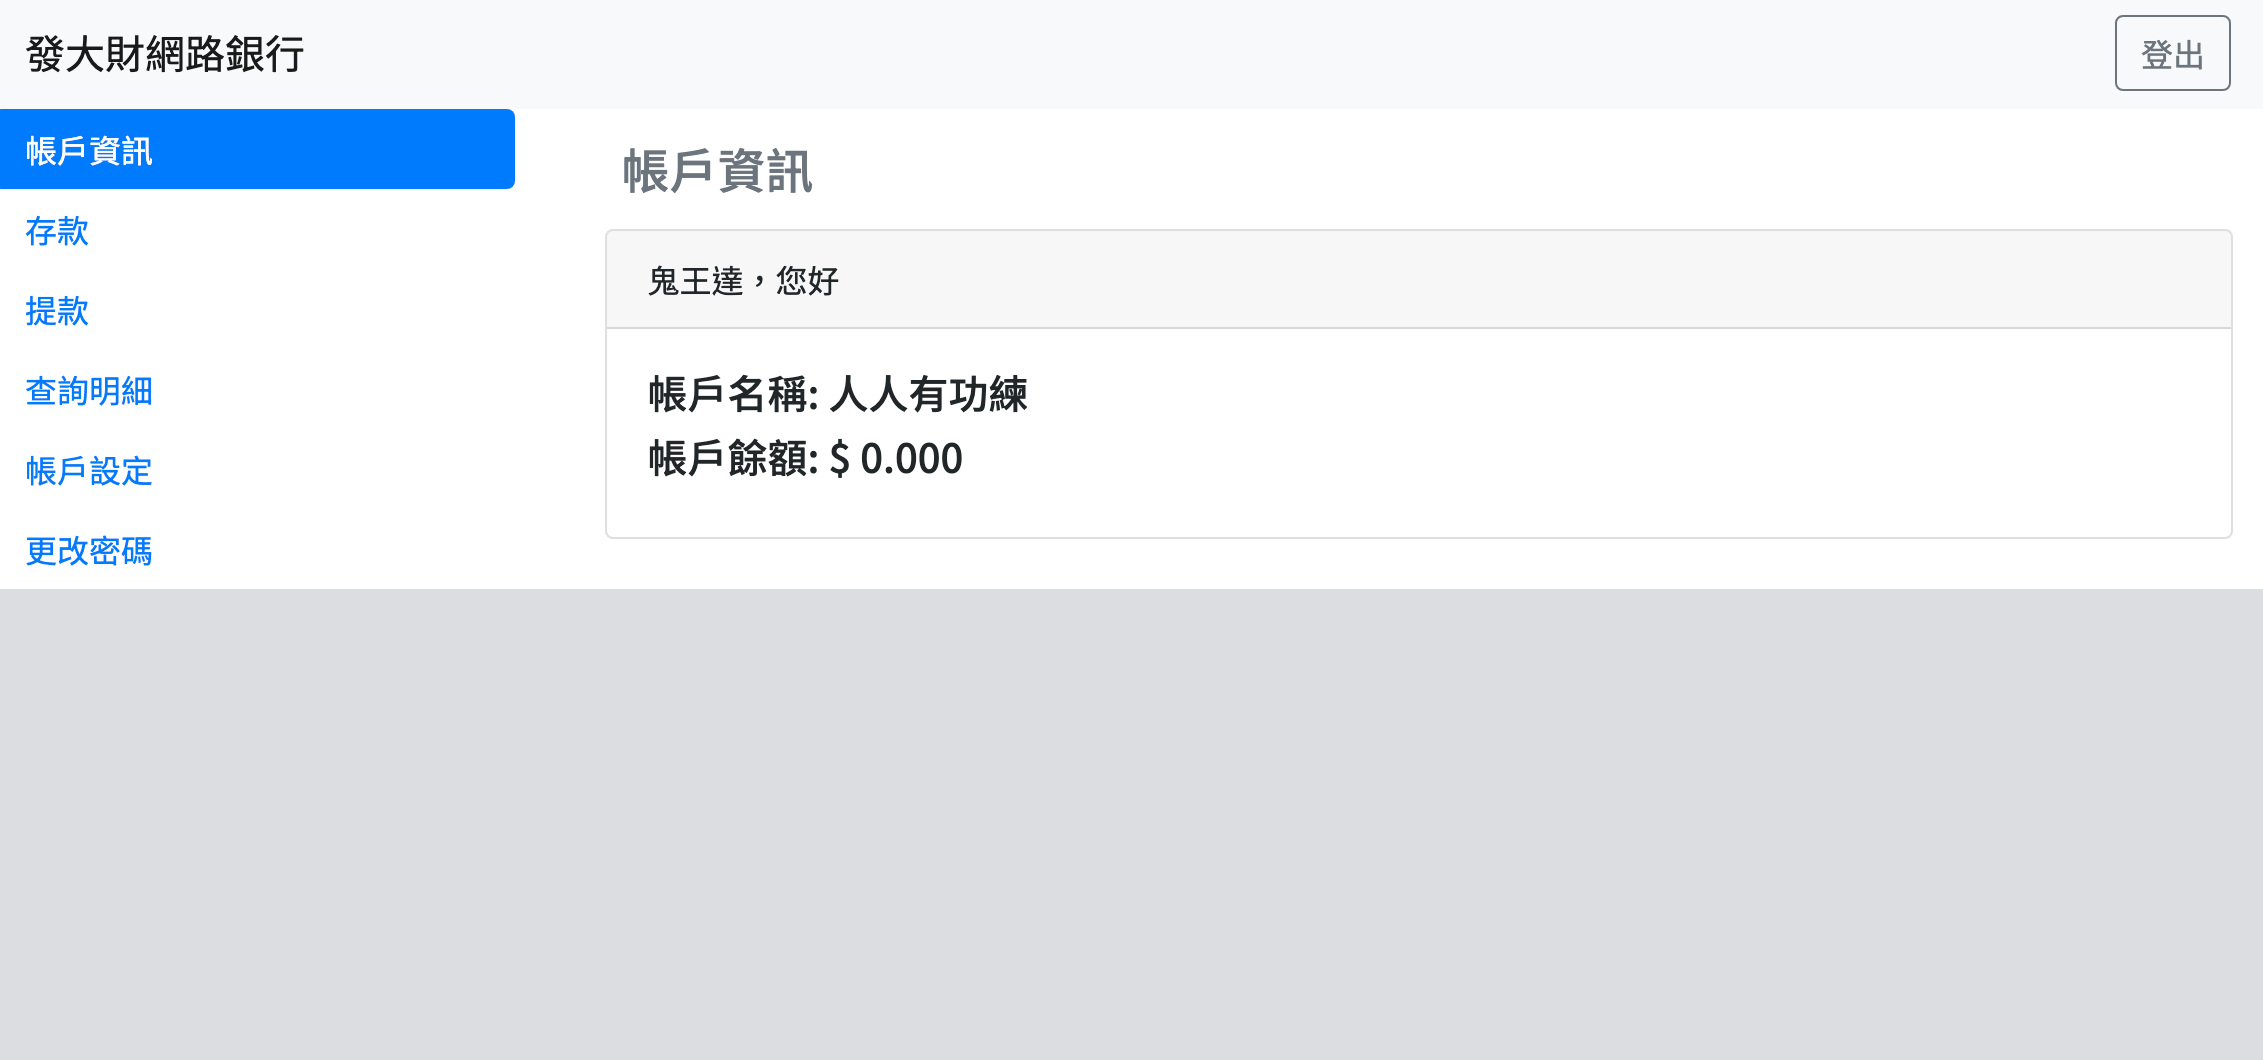 發大財網路銀行
登出
帳戶資訊
存款
提款
查詢明細
帳戶設定
更改密碼
帳戶資訊
鬼王達，您好
帳戶名稱: 人人有功練
帳戶餘額: $ 0.000